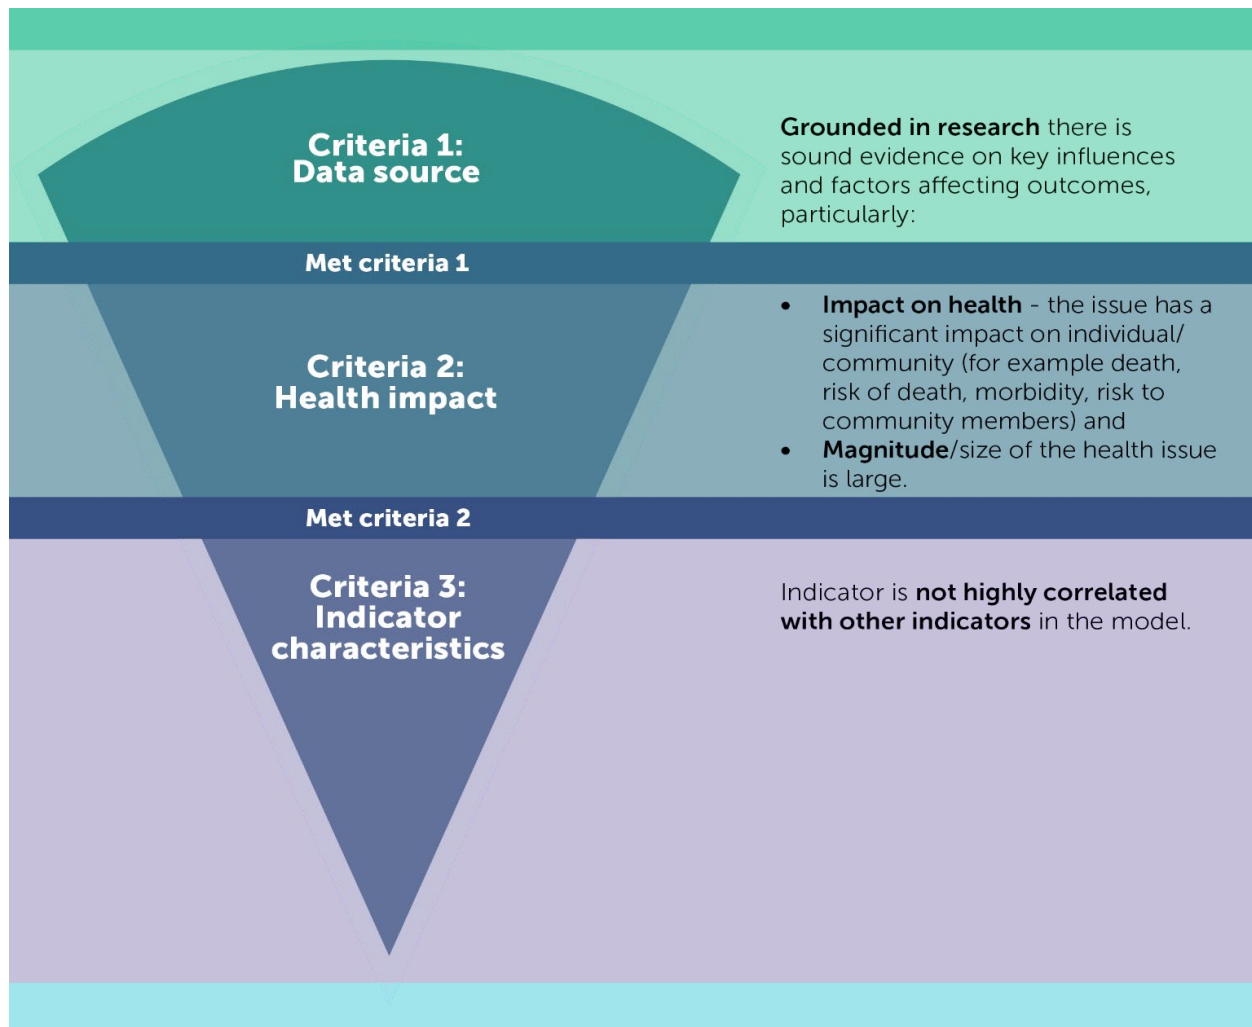 Criteria 1:
Data source
Grounded in research there is
sound evidence on key influences
and factors affecting outcomes,
particularly:
Met criteria 1
Criteria 2:
Health impact
• Impact on health - the issue has a
significant impact on individual/
community (for example death,
risk of death, morbidity, risk to
community members) and
• Magnitude/size of the health issue
is large.
Met criteria 2
Criteria 3:
Indicator
characteristics
Indicator is not highly correlated
with other indicators in the model.